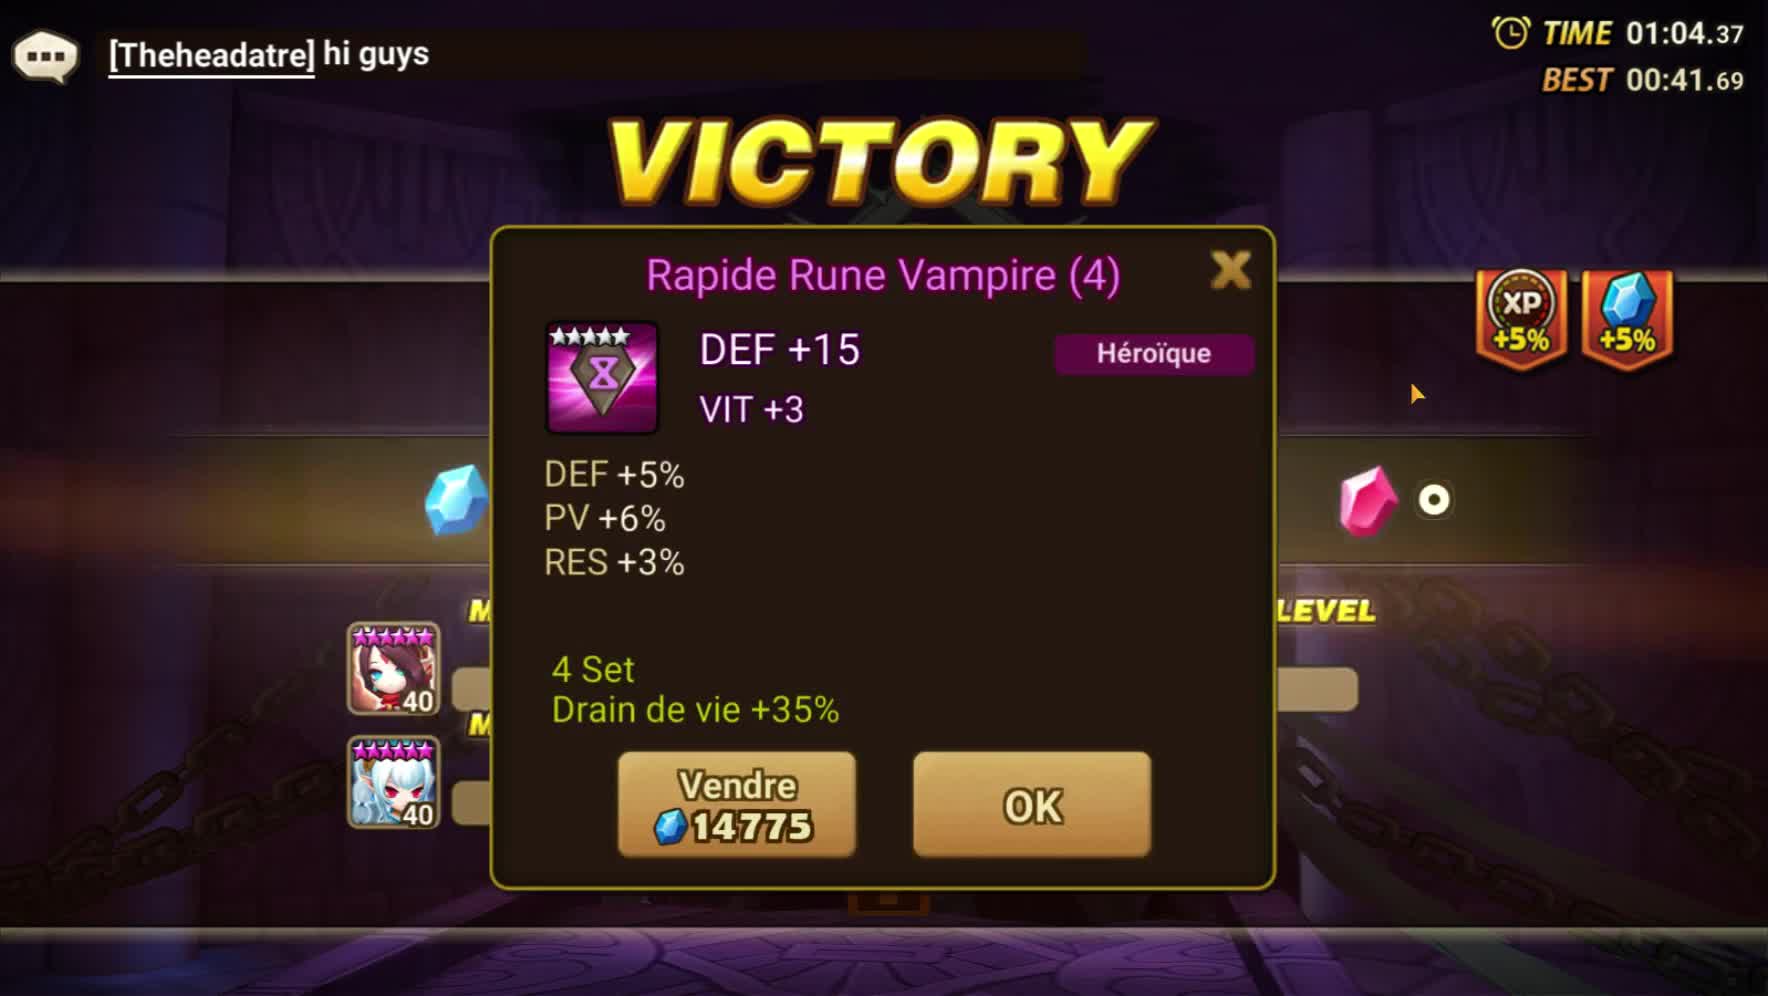 [Theheadatre] hi guys
TIME 01:04.37
BEST 00:41.69
VICTORY
Rapide Rune Vampire (4)
XP
+5%
+5%
DEF +15
Héroïque
VIT +3
DEF +5%
PV +6%
RES +3%
LEVEL
4 Set
40
Drain de vie +35%
Vendre
14775
OK
40